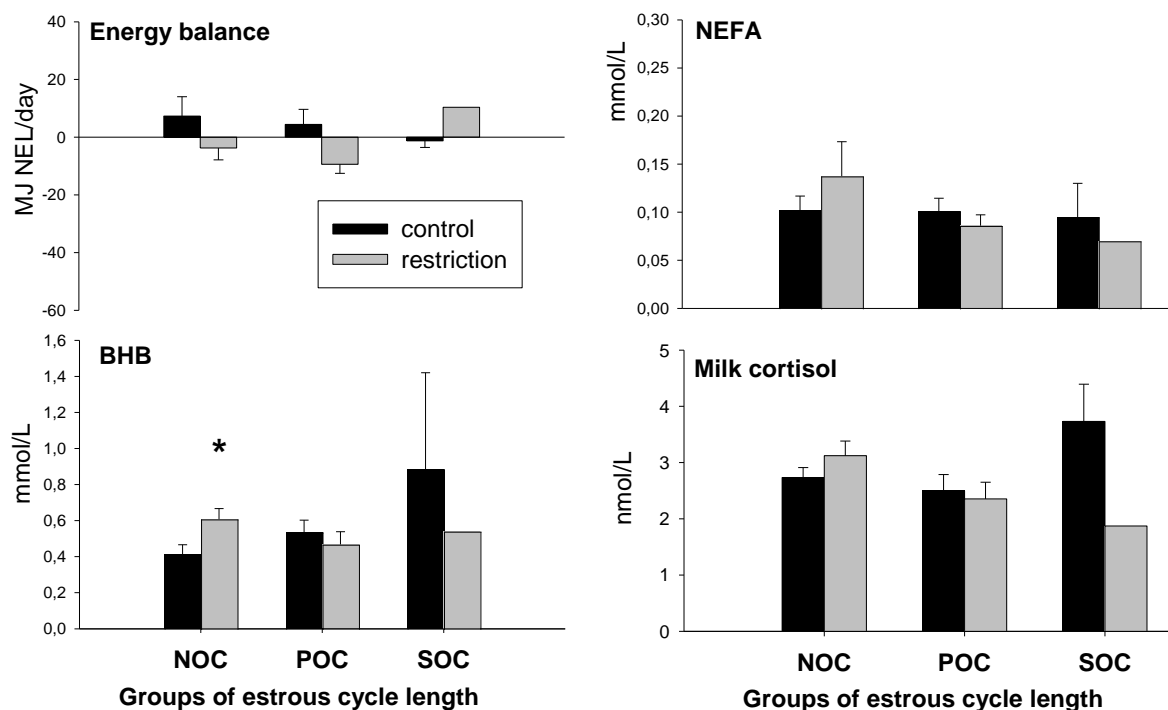 Energy balance
MJ NEL/day
40
20
0
-20
-40
-60
control
restriction
NEFA
mmol/L
0,30
0,25
0,20
0,15
0,10
0,05
0,00
BHB
mmol/L
1,6
1,4
1,2
1,0
0,8
0,6
0,4
0,2
0,0
*
NOC POC SOC
Groups of estrous cycle length
Milk cortisol
nmol/L
5
4
3
2
1
0
NOC POC SOC
Groups of estrous cycle length